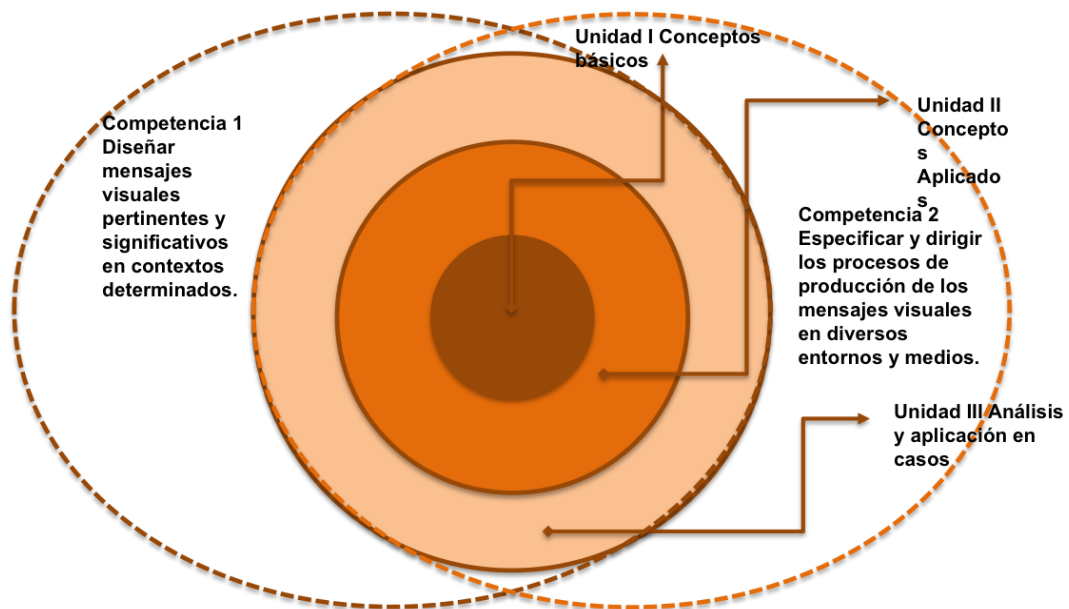 Unidad I Conceptos
básicos
Unidad II
Concepto
s
Aplicado
s
Competencia 1
Diseñar
mensajes
visuales
pertinentes y
significativos
en contextos
determinados.
Competencia 2
Especificar y dirigir
los procesos de
producción de los
mensajes visuales
en diversos
entornos y medios.
Unidad III Análisis
y aplicación en
casos